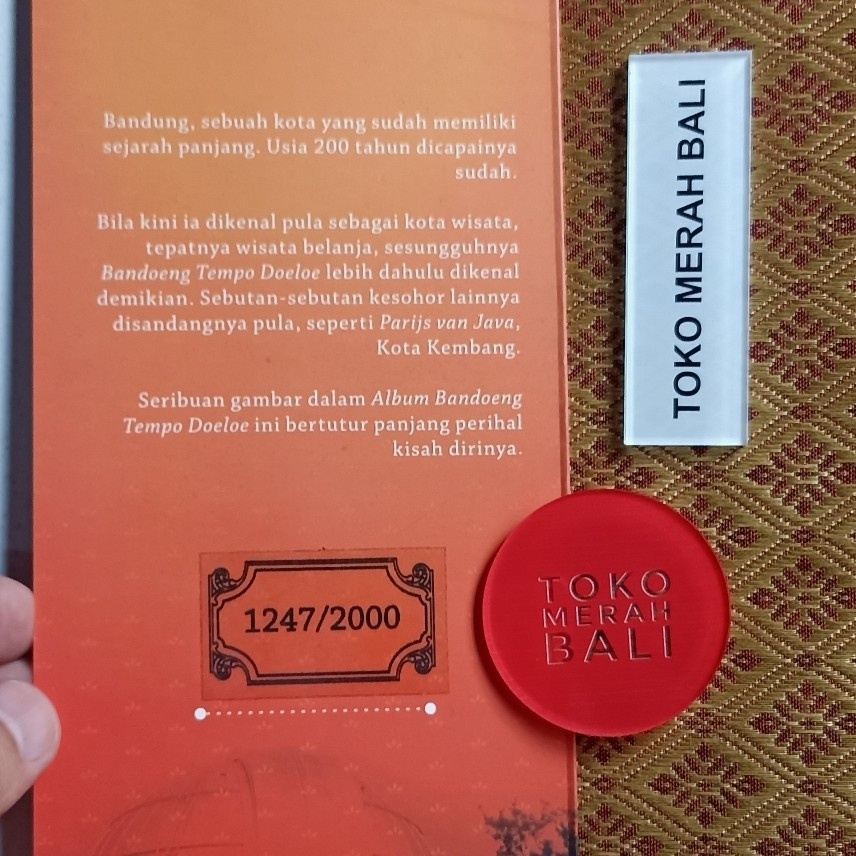 Bandung, sebuah kota yang sudah memiliki
sejarah panjang. Usia 200 tahun dicapainya
sudah.
Bila kini ia dikenal pula sebagai kota wisata,
tepatnya wisata belanja, sesungguhnya
Bandoeng Tempo Doeloe lebih dahulu dikenal
demikian. Sebutan-sebutan kesohor lainnya
disandangnya pula, seperti Parijs van Java,
Kota Kembang.
Seribuan gambar dalam Album Bandoeng
Tempo Doeloe ini bertutur panjang perihal
kisah dirinya.
1247/2000
TOKO MERAH BALI
TOKO
MERAH
BALI